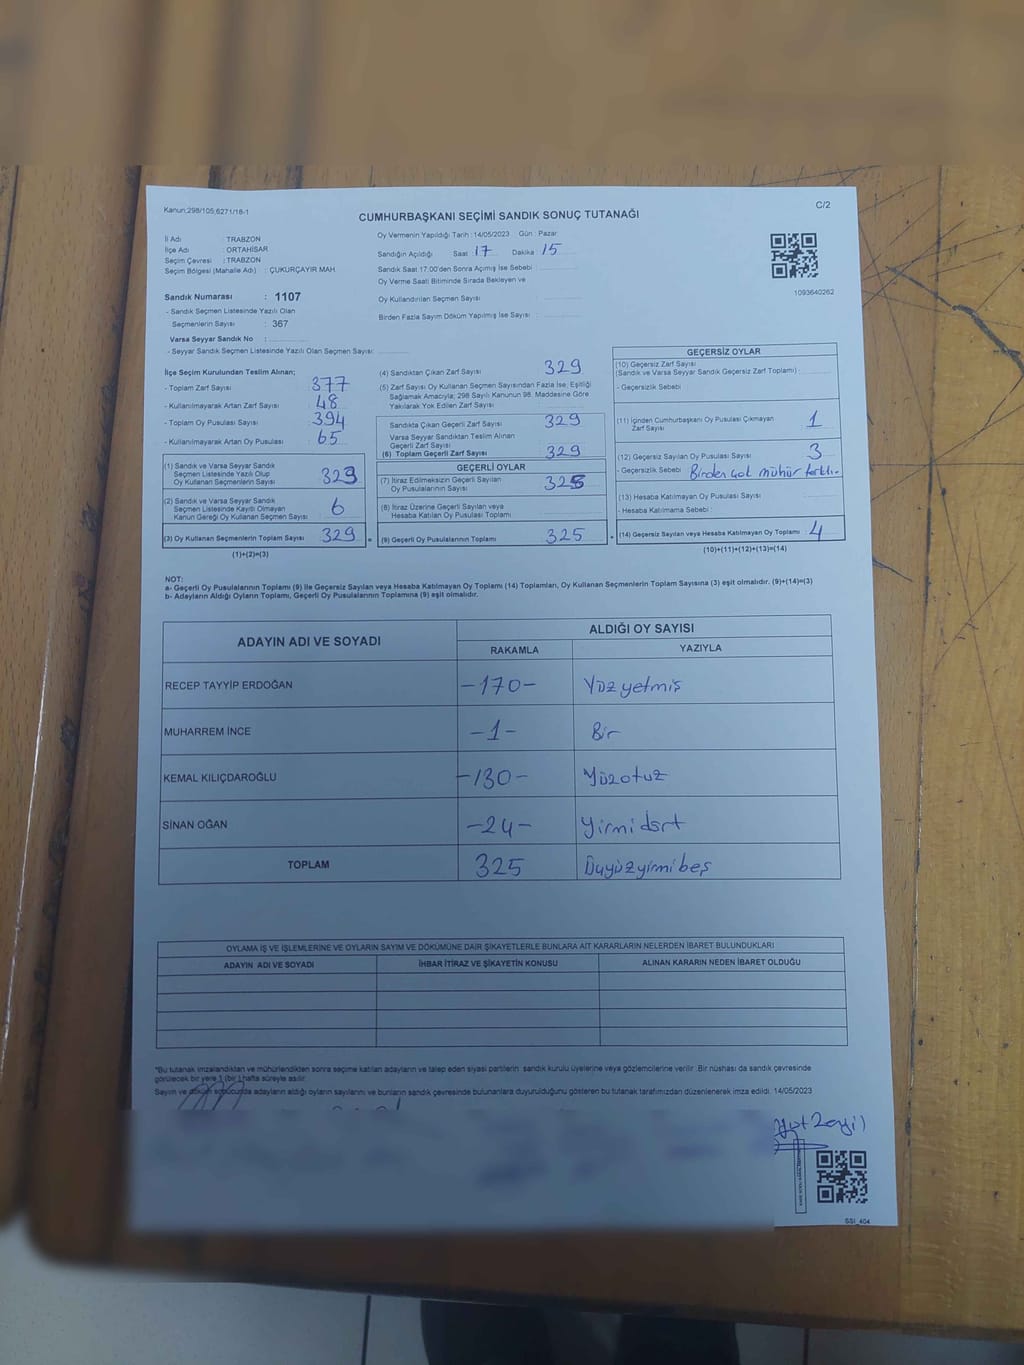 Kanun;298/105,6271/18-1
C/2
CUMHURBAŞKANI SEÇİMİ SANDIK SONUÇ TUTANAĞI
İl Adı : TRABZON
İlçe Adı : ORTAHİSAR
Seçim Çevresi : TRABZON
Seçim Bölgesi (Mahalle Adı) : ÇUKURÇAYIR MAH.
Oy Vermenin Yapıldığı Tarih : 14/05/2023 Gün : Pazar
Sandığın Açıldığı Saat : 17 Dakika : 15
Sandık Saat 17.00'den Sonra Açımış İse Sebebi :
Oy Verme Saati Bitiminde Sırada Bekleyen ve
Oy Kullandırılan Seçmen Sayısı :
Birden Fazla Sayım Döküm Yapılmış İse Sayısı :
1093640262
Sandık Numarası : 1107
- Sandık Seçmen Listesinde Yazılı Olan
Seçmenlerin Sayısı : 367
Varsa Seyyar Sandık No :
- Seyyar Sandık Seçmen Listesinde Yazılı Olan Seçmen Sayısı:
İlçe Seçim Kurulundan Teslim Alınan;
- Toplam Zarf Sayısı : 377
- Kullanılmayarak Artan Zarf Sayısı : 48
- Toplam Oy Pusulası Sayısı : 394
- Kullanılmayarak Artan Oy Pusulası : 65
(1) Sandık ve Varsa Seyyar Sandık
Seçmen Listesinde Yazılı Olup
Oy Kullanan Seçmenlerin Sayısı : 323
(2) Sandık ve Varsa Seyyar Sandık
Seçmen Listesinde Kayıtlı Olmayan
Kanun Gereği Oy Kullanan Seçmen Sayısı : 6
(3) Oy Kullanan Seçmenlerin Toplam Sayısı : 329
(1)+(2)=(3)
(4) Sandıktan Çıkan Zarf Sayısı : 329
(5) Zarf Sayısı Oy Kullanan Seçmen Sayısından Fazla İse; Eşitliği
Sağlamak Amacıyla; 298 Sayılı Kanunun 98. Maddesine Göre
Yakılarak Yok Edilen Zarf Sayısı :
Sandıkta Çıkan Geçerli Zarf Sayısı : 329
Varsa Seyyar Sandıktan Teslim Alınan
Geçerli Zarf Sayısı :
(6) Toplam Geçerli Zarf Sayısı : 329
GEÇERLİ OYLAR
(7) İtiraz Edilmeksizin Geçerli Sayılan
Oy Pusulalarının Sayısı : 325
(8) İtiraz Üzerine Geçerli Sayılan veya
Hesaba Katılan Oy Pusulası Toplamı :
(9) Geçerli Oy Pusulalarının Toplamı : 325
GEÇERSİZ OYLAR
(10) Geçersiz Zarf Sayısı
(Sandık ve Varsa Seyyar Sandık Geçersiz Zarf Toplamı) :
- Geçersizlik Sebebi :
(11) İçinden Cumhurbaşkanı Oy Pusulası Çıkmayan
Zarf Sayısı : 1
(12) Geçersiz Sayılan Oy Pusulası Sayısı : 3
- Geçersizlik Sebebi : Birden çok mühür
(13) Hesaba Katılmayan Oy Pusulası Sayısı :
- Hesaba Katılmama Sebebi :
(14) Geçersiz Sayılan veya Hesaba Katılmayan Oy Toplamı : 4
(10)+(11)+(12)+(13)=(14)
NOT:
a- Geçerli Oy Pusulalarının Toplamı (9) ile Geçersiz Sayılan veya Hesaba Katılmayan Oy Toplamı (14) Toplamları, Oy Kullanan Seçmenlerin Toplam Sayısına (3) eşit olmalıdır. (9)+(14)=(3)
b- Adayların Aldığı Oyların Toplamı, Geçerli Oy Pusulalarının Toplamına (9) eşit olmalıdır.
ADAYIN ADI VE SOYADI
ALDIĞI OY SAYISI
RAKAMLA YAZIYLA
RECEP TAYYİP ERDOĞAN -170- Yüzyetmiş
MUHARREM İNCE -1- Bir
KEMAL KILIÇDAROĞLU -130- Yüzotuz
SİNAN OĞAN -24- Yirmidört
TOPLAM 325 Üçyüzyirmibeş
OYLAMA İŞ VE İŞLEMLERİNE VE OYLARIN SAYIM VE DÖKÜMÜNE DAİR ŞİKAYETLERLE BUNLARA AİT KARARLARIN NELERDEN İBARET BULUNDUKLARI
ADAYIN ADI VE SOYADI İHBAR İTİRAZ VE ŞİKAYETİN KONUSU ALINAN KARARIN NEDEN İBARET OLDUĞU
*Bu tutanak imzalandıktan ve mühürlendikten sonra seçime katılan adayların ve talep eden siyasi partilerin sandık kurulu üyelerine veya gözlemcilerine verilir. Bir nüshası da sandık çevresinde
görülecek bir yere 1 (bir ) hafta süreyle asılır.
Sayım ve döküm sonucunda adayların aldığı oyların sayılarını ve bunların sandık çevresinde bulunanlara duyurulduğunu gösteren bu tutanak tarafımızdan düzenlenerek imza edildi. 14/05/2023
SSİ_404